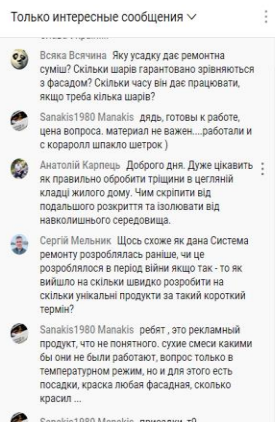 Только интересные сообщения
Всяка Всячина Яку усадку дає ремонтна
суміш? Скільки шарів гарантовано зрівняються
з фасадом? Скільки часу він дає працювати,
якщо треба кілька шарів?
Sanakis1980 Manakis дядь, готовы к работе,
цена вопроса. материал не важен....работали и
с кораролл шпакло щетрок )
Анатолій Карпець Доброго дня. Дуже цікавить
як правильно обробити тріщини в цегляній
кладці жилого дому. Чим скріпити від
подальшого розкриття та ізолювати від
навколишнього середовища.
Сергій Мельник Щось схоже як дана Система
ремонту розроблялась раніше, чи це
розроблялося в період війни якщо так - то як
вийшло на скільки швидко розробити на
скільки унікальні продукты за такий короткий
термін?
Sanakis1980 Manakis ребят , это рекламный
продукт, что не понятного. сухие смеси какими
бы они не были работают, вопрос только в
температурном режим, но и для этого есть
посадки, краска любая фасадная, сколько
красил ...
Sanakis1980 Manakis